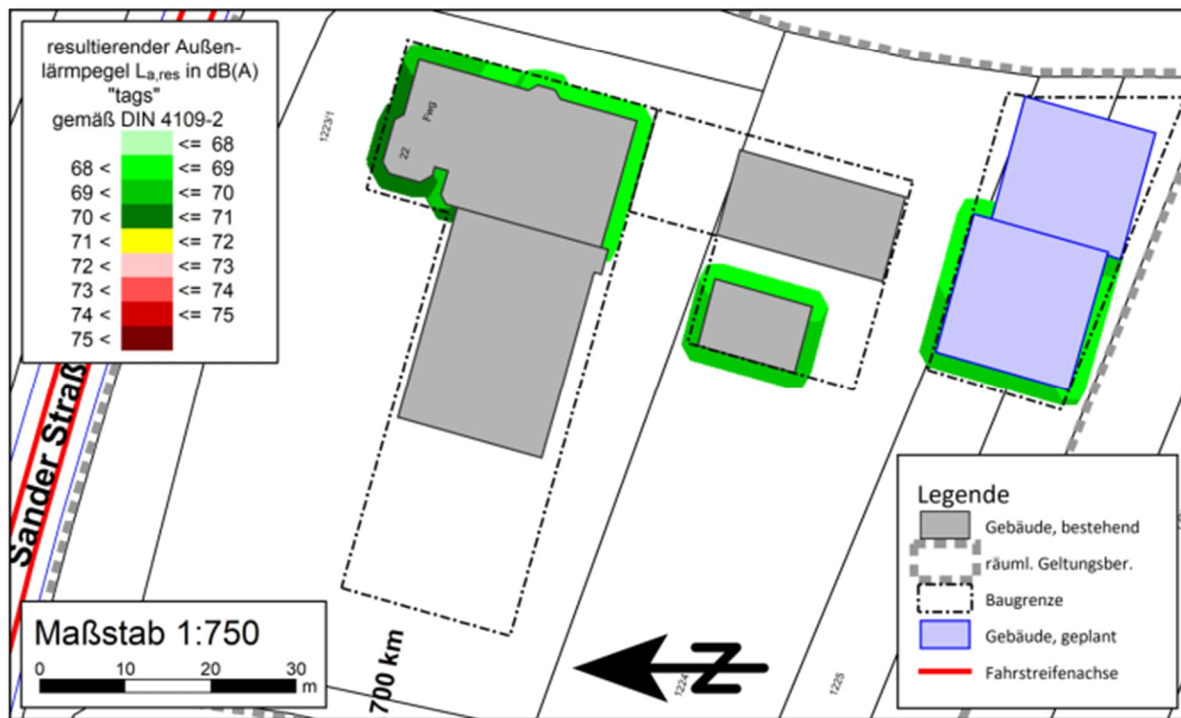 resultierender Außen-
lärmpegel La,res in dB(A)
"tags"
gemäß DIN 4109-2
<= 68
68 < <= 69
69 < <= 70
70 < <= 71
71 < <= 72
72 < <= 73
73 < <= 74
74 < <= 75
75 <
1223/1
Fwg
22
Sander Straß
Maßstab 1:750
0 10 20 30
m
700 km
N
1224
1225
Legende
Gebäude, bestehend
räuml. Geltungsber.
Baugrenze
Gebäude, geplant
Fahrstreifenachse